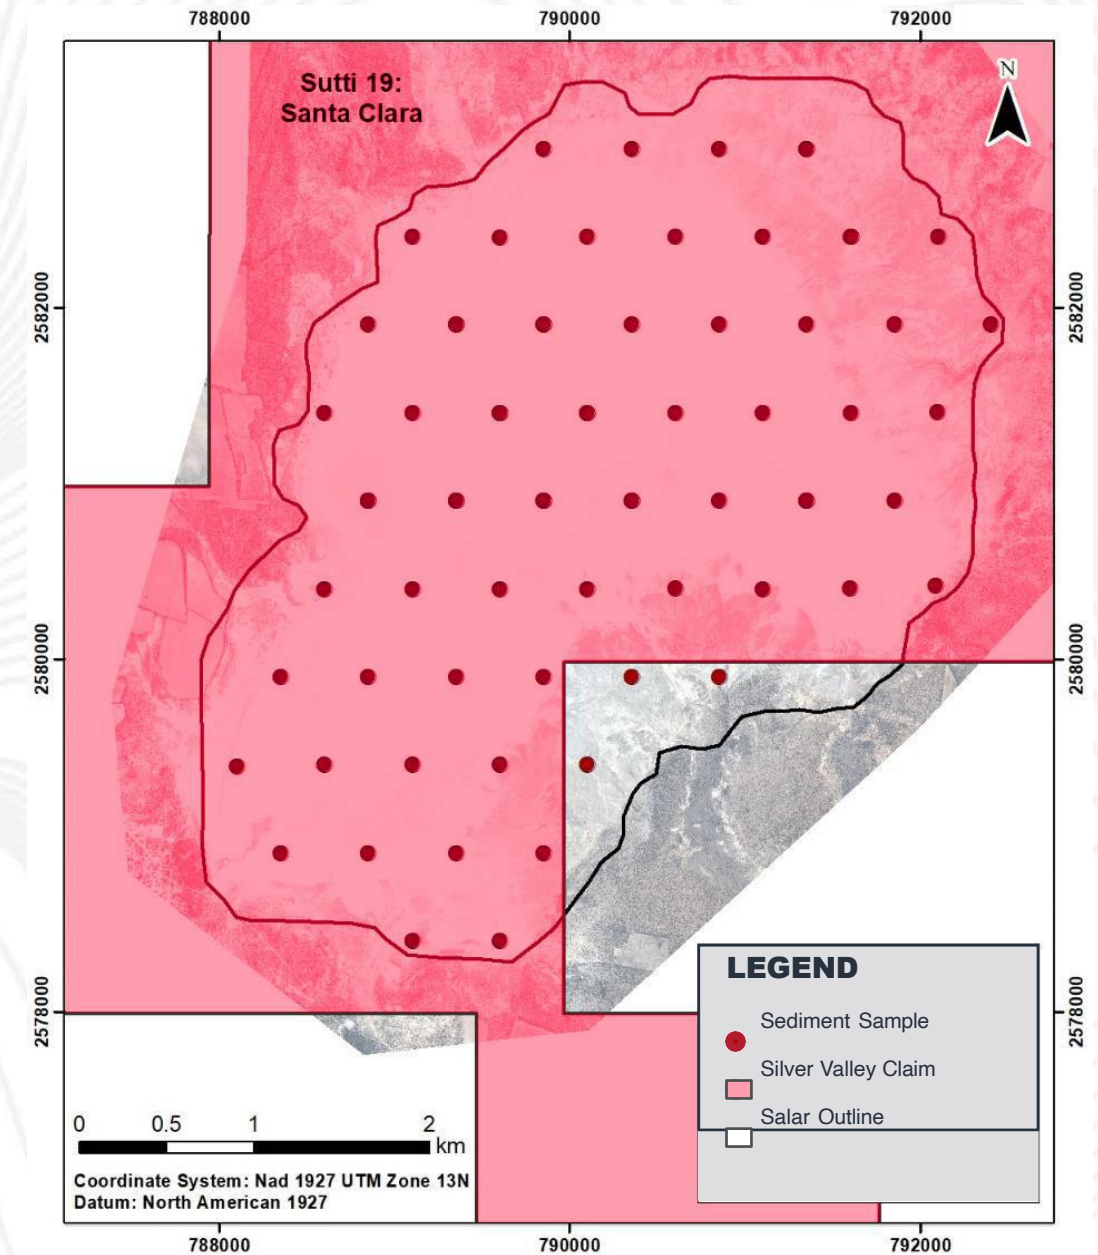 788000 790000 792000
N
Sutti 19:
Santa Clara
2582000 2582000
2580000 2580000
2578000 2578000
LEGEND
Sediment Sample
Silver Valley Claim
Salar Outline
0 0.5 1 2
km
Coordinate System: Nad 1927 UTM Zone 13N
Datum: North American 1927
788000 790000 792000